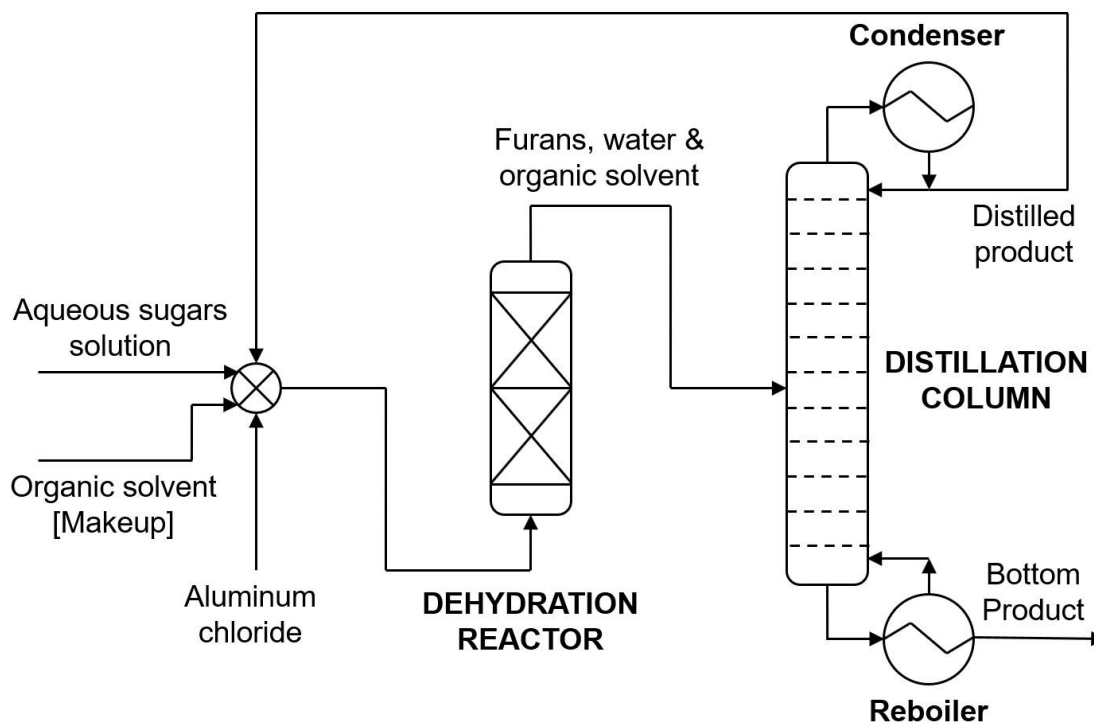 Condenser
Furans, water &
organic solvent
Distilled
product
Aqueous sugars
solution
DISTILLATION
COLUMN
Organic solvent
[Makeup]
Aluminum
chloride
DEHYDRATION
REACTOR
Bottom
Product
Reboiler